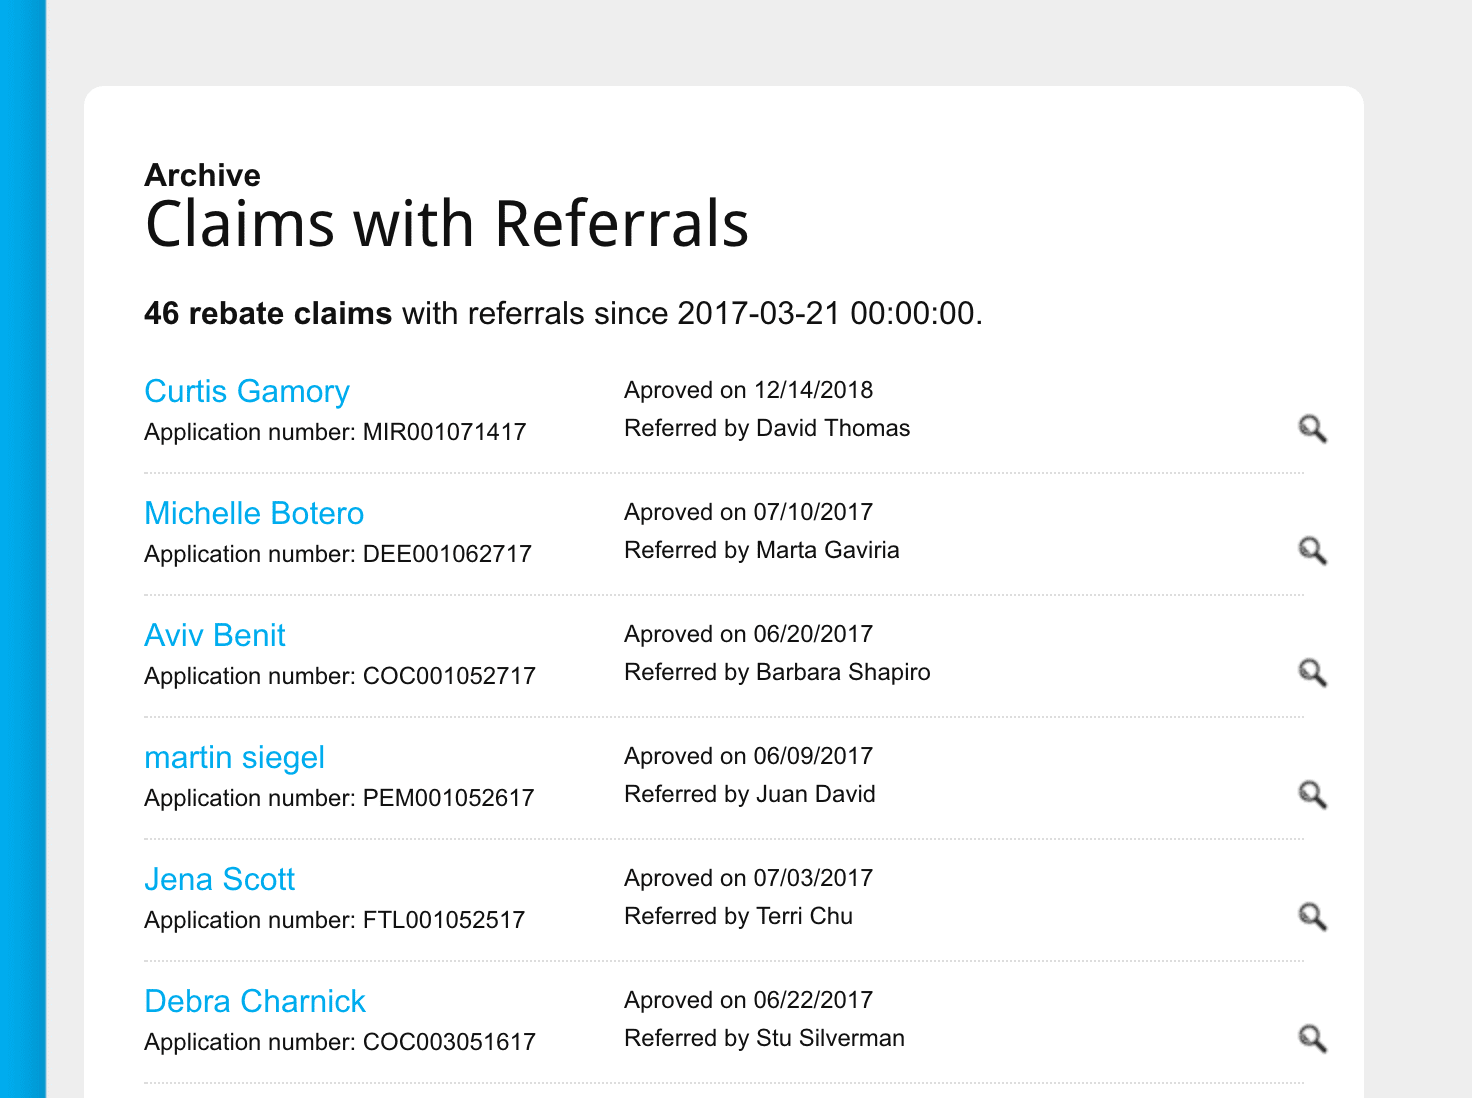 Archive
Claims with Referrals
46 rebate claims with referrals since 2017-03-21 00:00:00.
Curtis Gamory
Application number: MIR001071417
Aproved on 12/14/2018
Referred by David Thomas
Michelle Botero
Application number: DEE001062717
Aproved on 07/10/2017
Referred by Marta Gaviria
Aviv Benit
Application number: COC001052717
Aproved on 06/20/2017
Referred by Barbara Shapiro
martin siegel
Application number: PEM001052617
Aproved on 06/09/2017
Referred by Juan David
Jena Scott
Application number: FTL001052517
Aproved on 07/03/2017
Referred by Terri Chu
Debra Charnick
Application number: COC003051617
Aproved on 06/22/2017
Referred by Stu Silverman